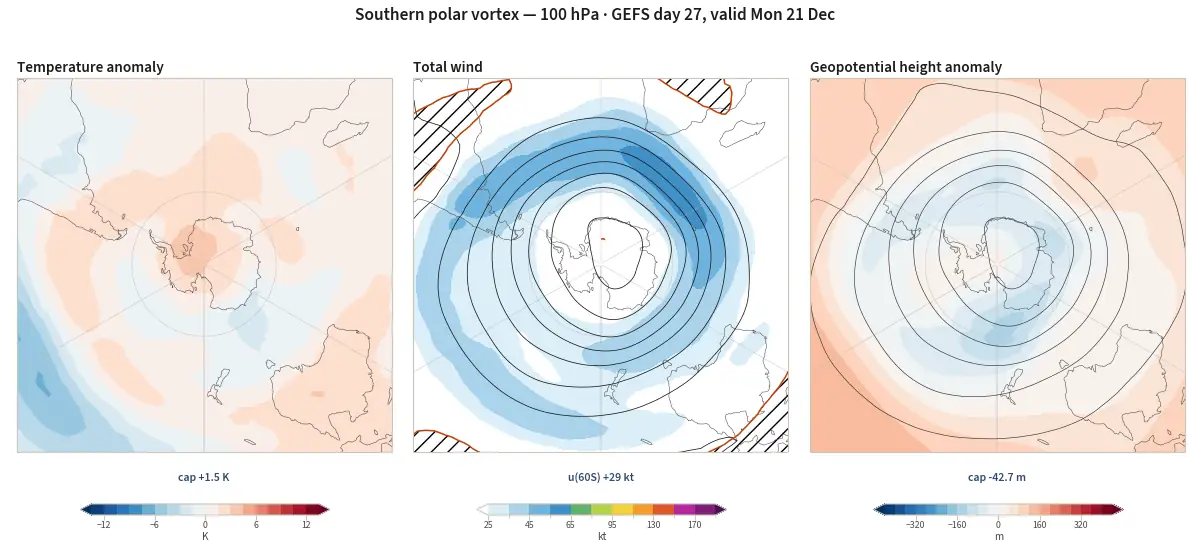 Southern polar vortex — 100 hPa · GEFS day 27, valid Mon 21 Dec
Temperature anomaly
Total wind
Geopotential height anomaly
cap +1.5 K
u(60S) +29 kt
cap -42.7 m
−12 −6 0 6 12
K
25 45 65 95 130 170
kt
−320 −160 0 160 320
m